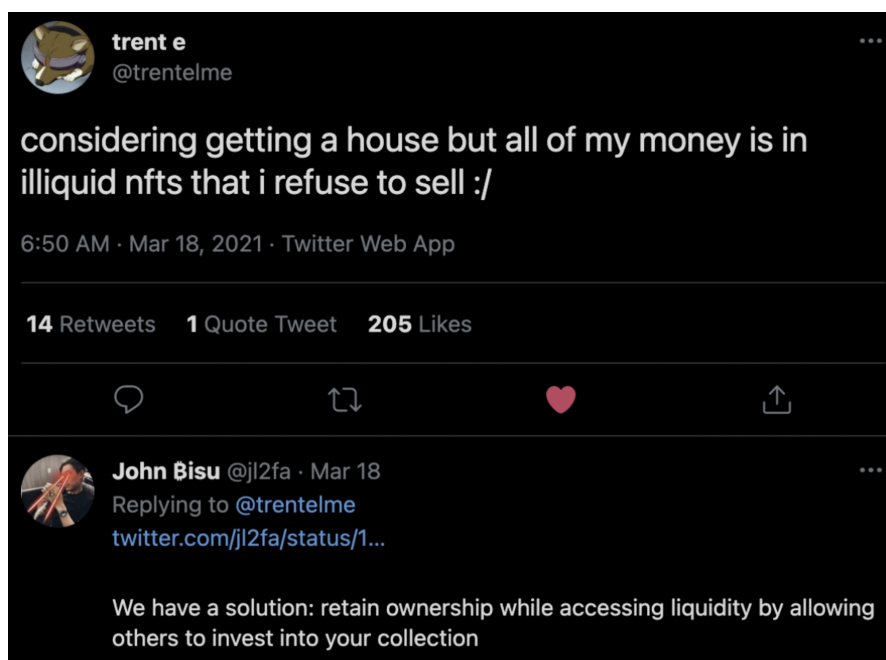 trent e
@trentelme
considering getting a house but all of my money is in
illiquid nfts that i refuse to sell :/
6:50 AM · Mar 18, 2021 · Twitter Web App
14 Retweets 1 Quote Tweet 205 Likes
John ₿isu @jl2fa · Mar 18
Replying to @trentelme
twitter.com/jl2fa/status/1...
We have a solution: retain ownership while accessing liquidity by allowing
others to invest into your collection